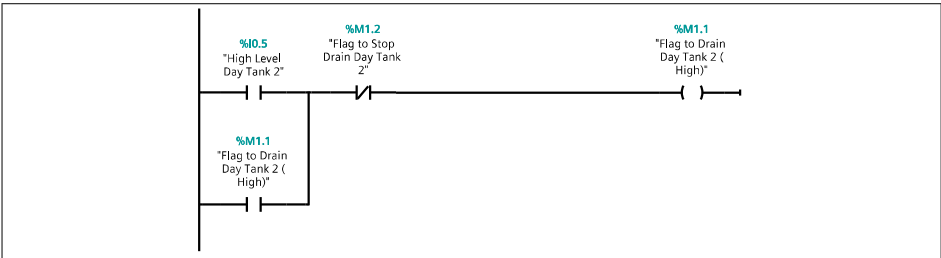 %I0.5
"High Level
Day Tank 2"
%M1.2
"Flag to Stop
Drain Day Tank
2"
%M1.1
"Flag to Drain
Day Tank 2 (
High)"
%M1.1
"Flag to Drain
Day Tank 2 (
High)"